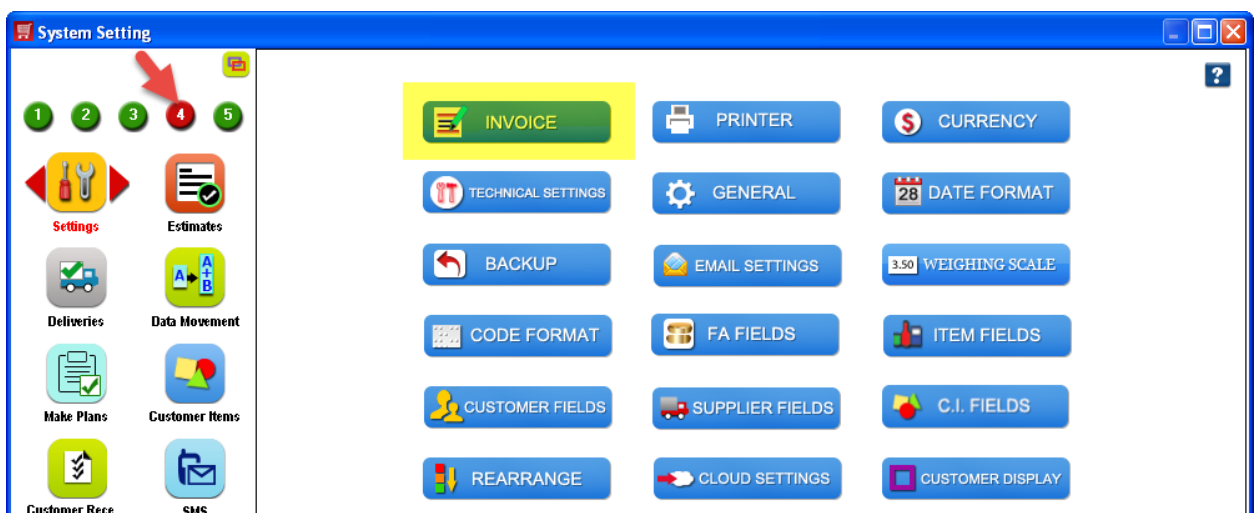 System Setting
?
1 2 3 4 5
Settings
Estimates
Deliveries
A A+B
Data Movement
Make Plans
Customer Items
Customer Rece
SMS
INVOICE
PRINTER
$ CURRENCY
TECHNICAL SETTINGS
GENERAL
28 DATE FORMAT
BACKUP
EMAIL SETTINGS
3.50 WEIGHING SCALE
CODE FORMAT
FA FIELDS
ITEM FIELDS
CUSTOMER FIELDS
SUPPLIER FIELDS
C.I. FIELDS
REARRANGE
CLOUD SETTINGS
CUSTOMER DISPLAY